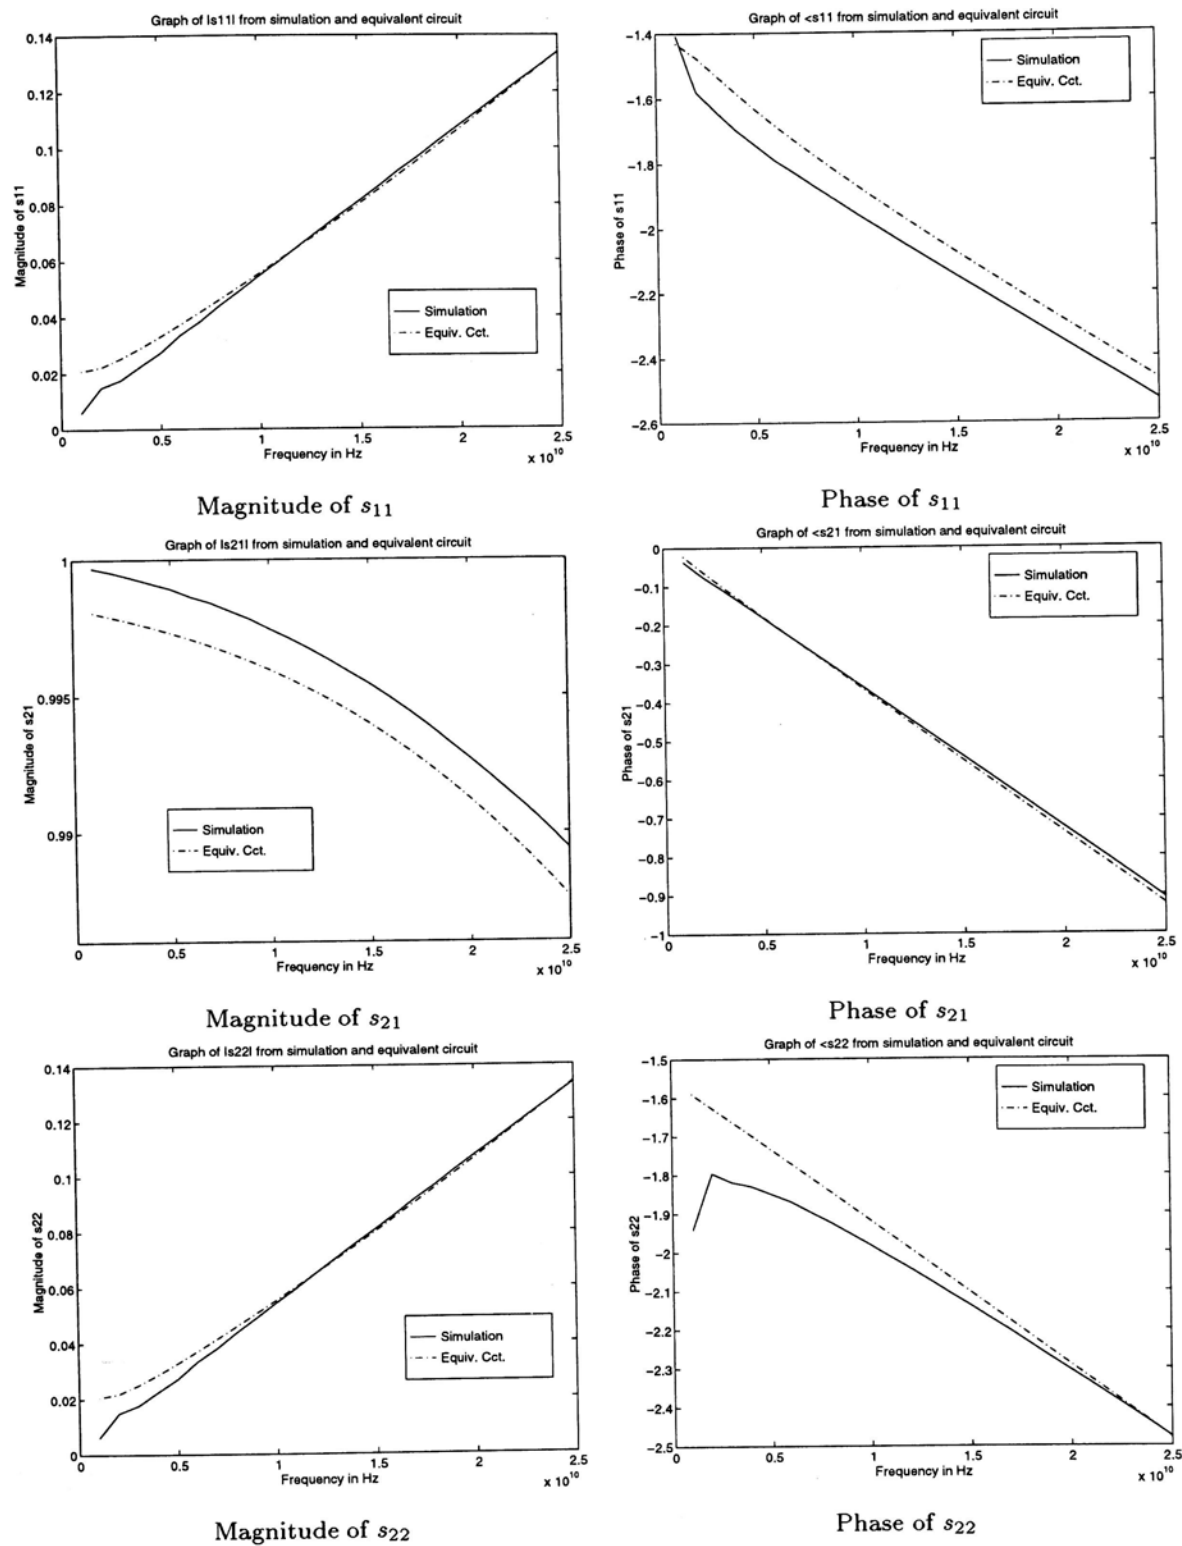 Graph of |s11| from simulation and equivalent circuit
0.14
0.12
0.1
0.08
0.06
0.04
0.02
0
Magnitude of s11
Simulation
Equiv. Cct.
0 0.5 1 1.5 2 2.5
Frequency in Hz
x 10^10
Magnitude of s11
Graph of <s11 from simulation and equivalent circuit
-1.4
-1.6
-1.8
-2
-2.2
-2.4
-2.6
Phase of s11
Simulation
Equiv. Cct.
0 0.5 1 1.5 2 2.5
Frequency in Hz
x 10^10
Phase of s11
Graph of |s21| from simulation and equivalent circuit
1
0.995
0.99
Magnitude of s21
Simulation
Equiv. Cct.
0 0.5 1 1.5 2 2.5
Frequency in Hz
x 10^10
Magnitude of s21
Graph of <s21 from simulation and equivalent circuit
0
-0.1
-0.2
-0.3
-0.4
-0.5
-0.6
-0.7
-0.8
-0.9
-1
Phase of s21
Simulation
Equiv. Cct.
0 0.5 1 1.5 2 2.5
Frequency in Hz
x 10^10
Phase of s21
Graph of |s22| from simulation and equivalent circuit
0.14
0.12
0.1
0.08
0.06
0.04
0.02
0
Magnitude of s22
Simulation
Equiv. Cct.
0 0.5 1 1.5 2 2.5
Frequency in Hz
x 10^10
Magnitude of s22
Graph of <s22 from simulation and equivalent circuit
-1.5
-1.6
-1.7
-1.8
-1.9
-2
-2.1
-2.2
-2.3
-2.4
-2.5
Phase of s22
Simulation
Equiv. Cct.
0 0.5 1 1.5 2 2.5
Frequency in Hz
x 10^10
Phase of s22